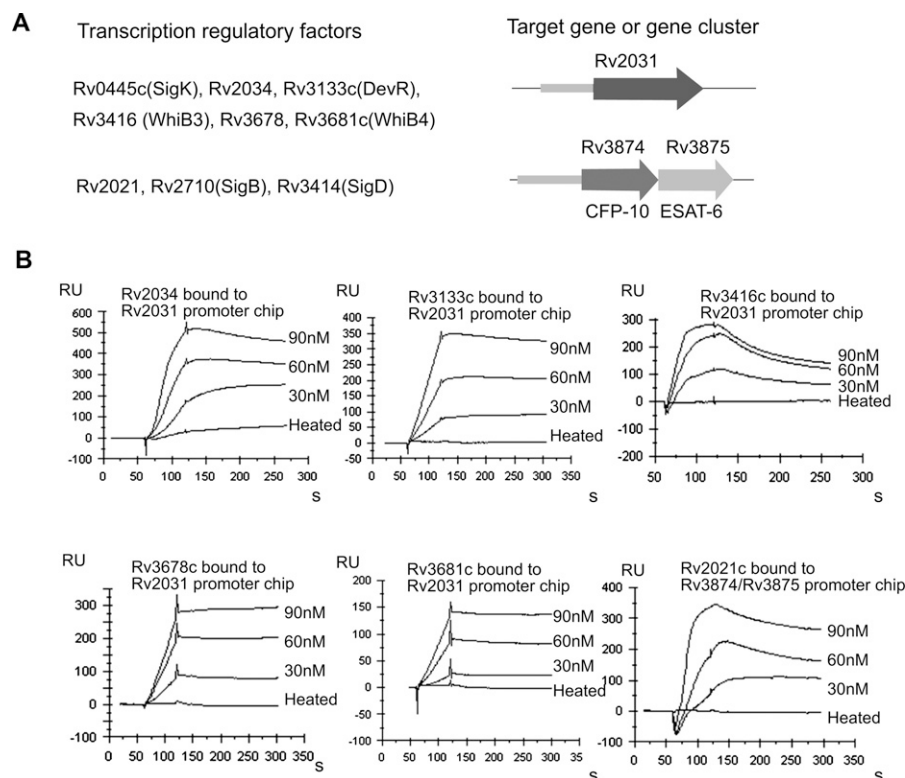 A
Transcription regulatory factors
Target gene or gene cluster
Rv2031
Rv0445c(SigK), Rv2034, Rv3133c(DevR),
Rv3416 (WhiB3), Rv3678, Rv3681c(WhiB4)
Rv3874 Rv3875
Rv2021, Rv2710(SigB), Rv3414(SigD)
CFP-10 ESAT-6
B
RU
Rv2034 bound to
Rv2031 promoter chip
600
500
400
300
200
100
0
-100
90nM
60nM
30nM
Heated
0 50 100 150 200 250 300
s
RU
Rv3133c bound to
Rv2031 promoter chip
400
350
300
250
200
150
100
50
0
-50
90nM
60nM
30nM
Heated
0 50 100 150 200 250 300 350
s
RU
Rv3416c bound to
Rv2031 promoter chip
300
200
100
0
-100
-200
90nM
60nM
30nM
Heated
50 100 150 200 250 300
s
RU
Rv3678c bound to
Rv2031 promoter chip
300
200
100
0
-100
90nM
60nM
30nM
Heated
0 50 100 150 200 250 300
s
RU
Rv3681c bound to
Rv2031 promoter chip
200
150
100
50
0
-50
-100
90nM
60nM
30nM
Heated
0 50 100 150 200 250 300 350
s
RU
Rv2021c bound to
Rv3874/Rv3875 promoter chip
400
300
200
100
0
-100
90nM
60nM
30nM
Heated
0 50 100 150 200 250 300 350
s